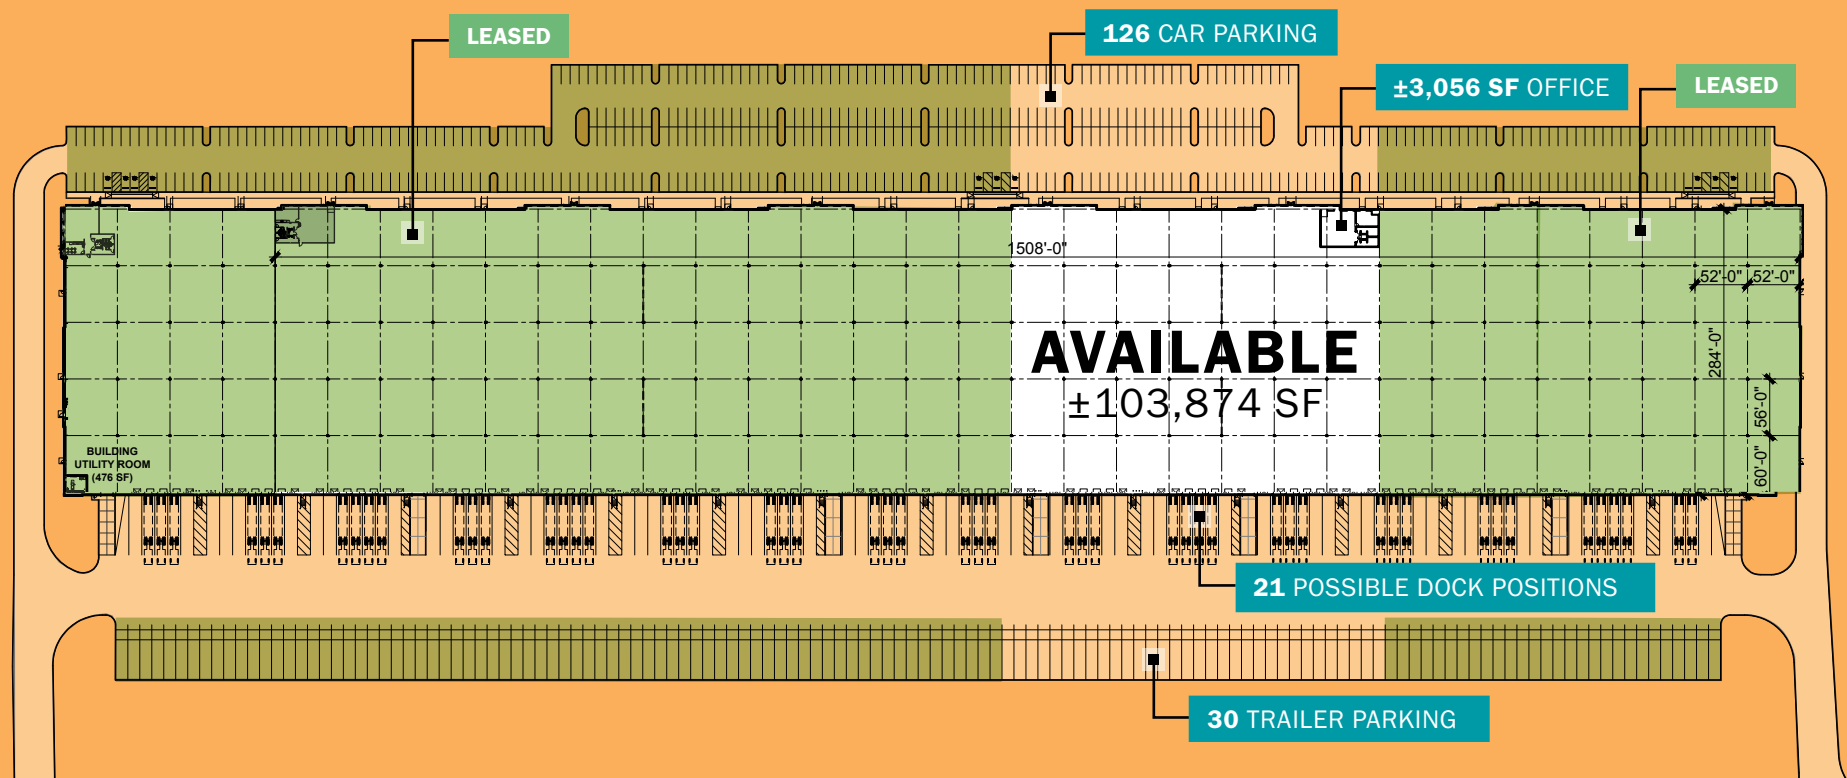 LEASED
126 CAR PARKING
±3,056 SF OFFICE
LEASED
1508'-0"
52'-0"
52'-0"
284'-0"
56'-0"
60'-0"
AVAILABLE
±103,874 SF
BUILDING
UTILITY ROOM
(476 SF)
21 POSSIBLE DOCK POSITIONS
30 TRAILER PARKING